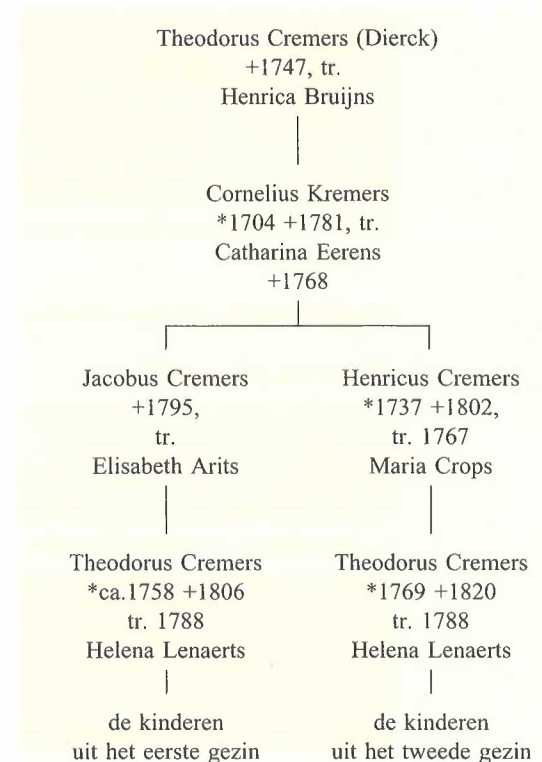 Theodorus Cremers (Dierck)
+1747, tr.
Henrica Bruijns
Cornelius Kremers
*1704 +1781, tr.
Catharina Eerens
+1768
Jacobus Cremers
+1795,
tr.
Elisabeth Arits
Henricus Cremers
*1737 +1802,
tr. 1767
Maria Crops
Theodorus Cremers
*ca.1758 +1806
tr. 1788
Helena Lenaerts
Theodorus Cremers
*1769 +1820
tr. 1788
Helena Lenaerts
de kinderen
uit het eerste gezin
de kinderen
uit het tweede gezin